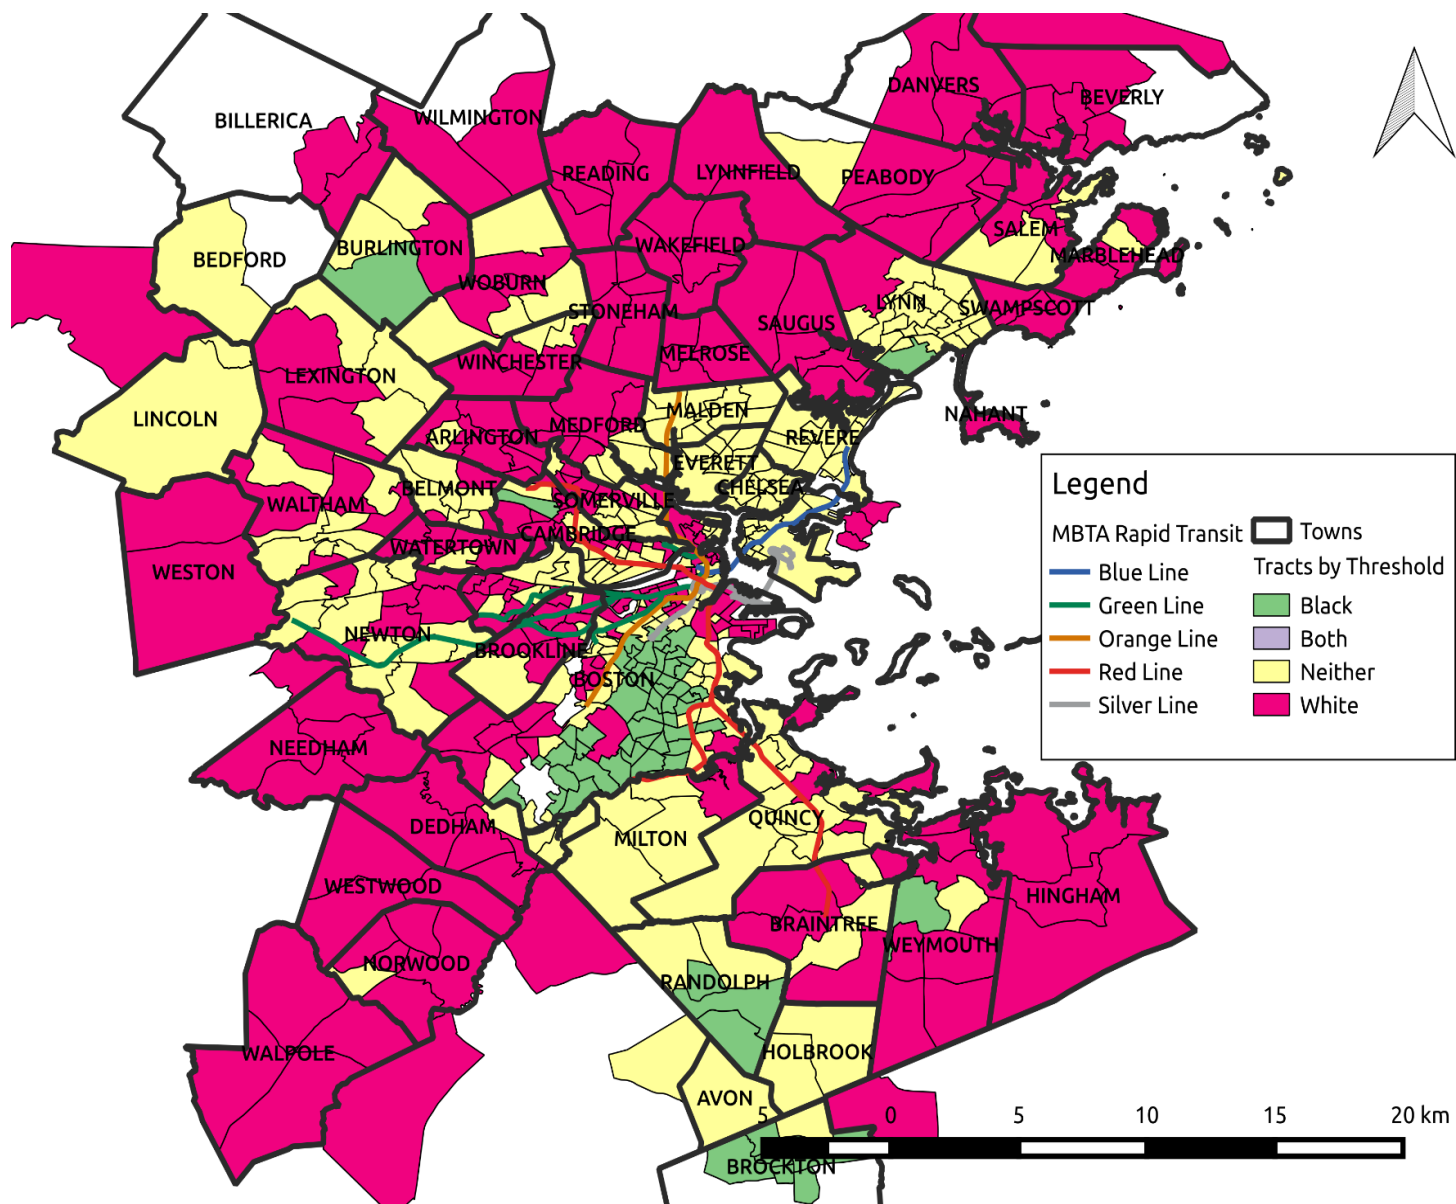 DANVERS
BEVERLY
BILLERICA
WILMINGTON
READING
LYNNFIELD
PEABODY
SALEM
WAKEFIELD
MARBLEHEAD
BEDFORD
BURLINGTON
WOBURN
STONEHAM
LYNN
SWAMPSCOTT
SAUGUS
MELROSE
WINCHESTER
LEXINGTON
LINCOLN
MALDEN
NAHANT
ARLINGTON
MEDFORD
REVERE
EVERETT
BELMONT
CHELSEA
WALTHAM
SOMERVILLE
CAMBRIDGE
WATERTOWN
WESTON
NEWTON
BROOKLINE
BOSTON
NEEDHAM
DEDHAM
MILTON
QUINCY
WESTWOOD
HINGHAM
BRAINTREE
WEYMOUTH
NORWOOD
RANDOLPH
WALPOLE
HOLBROOK
AVON
BROCKTON
Legend
MBTA Rapid Transit
Blue Line
Green Line
Orange Line
Red Line
Silver Line
Towns
Tracts by Threshold
Black
Both
Neither
White
5 0 5 10 15 20 km